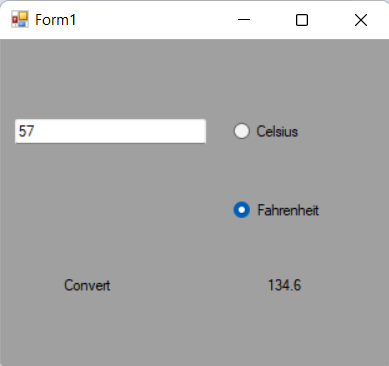 Form1
57
Celsius
Fahrenheit
Convert
134.6